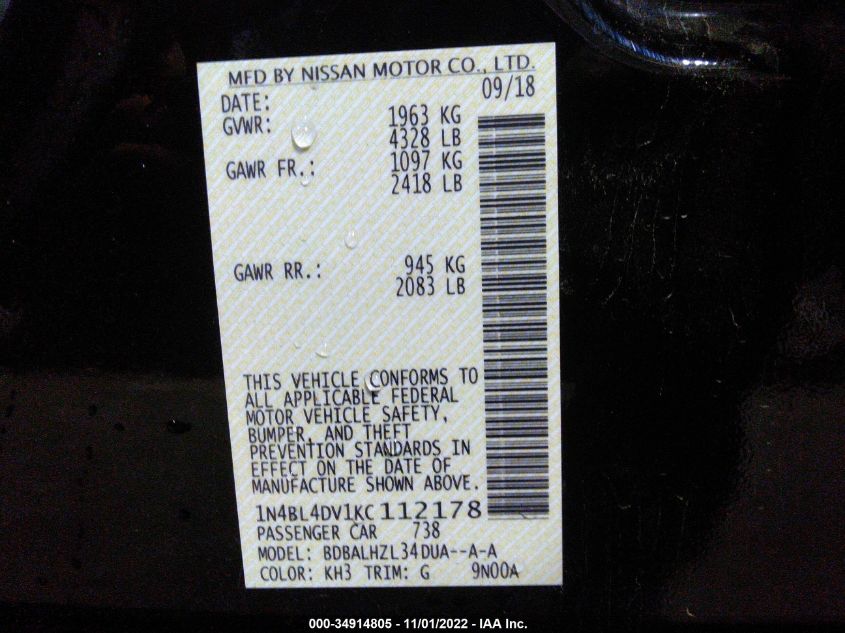 MFD BY NISSAN MOTOR CO., LTD.
DATE: 09/18
GVWR: 1963 KG
4328 LB
GAWR FR.: 1097 KG
2418 LB
GAWR RR.: 945 KG
2083 LB
THIS VEHICLE CONFORMS TO
ALL APPLICABLE FEDERAL
MOTOR VEHICLE SAFETY,
BUMPER, AND THEFT
PREVENTION STANDARDS IN
EFFECT ON THE DATE OF
MANUFACTURE SHOWN ABOVE.
1N4BL4DV1KC112178
PASSENGER CAR 738
MODEL: BDBALHZL34DUA--A-A
COLOR: KH3 TRIM: G 9N00A
000-34914805 - 11/01/2022 - IAA Inc.